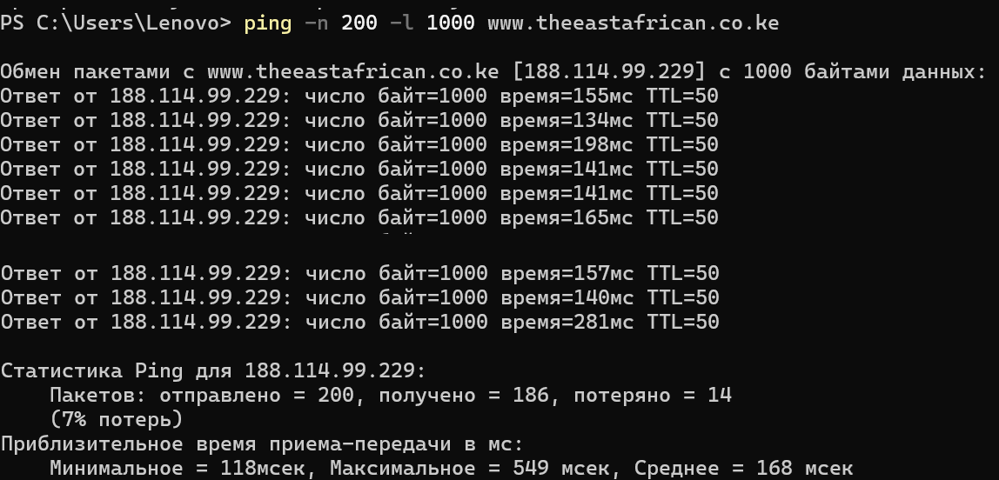 PS C:\Users\Lenovo> ping -n 200 -l 1000 www.theeastafrican.co.ke
Обмен пакетами с www.theeastafrican.co.ke [188.114.99.229] с 1000 байтами данных:
Ответ от 188.114.99.229: число байт=1000 время=155мс TTL=50
Ответ от 188.114.99.229: число байт=1000 время=134мс TTL=50
Ответ от 188.114.99.229: число байт=1000 время=198мс TTL=50
Ответ от 188.114.99.229: число байт=1000 время=141мс TTL=50
Ответ от 188.114.99.229: число байт=1000 время=141мс TTL=50
Ответ от 188.114.99.229: число байт=1000 время=165мс TTL=50
Ответ от 188.114.99.229: число байт=1000 время=157мс TTL=50
Ответ от 188.114.99.229: число байт=1000 время=140мс TTL=50
Ответ от 188.114.99.229: число байт=1000 время=281мс TTL=50
Статистика Ping для 188.114.99.229:
Пакетов: отправлено = 200, получено = 186, потеряно = 14
(7% потерь)
Приблизительное время приема-передачи в мс:
Минимальное = 118мсек, Максимальное = 549 мсек, Среднее = 168 мсек